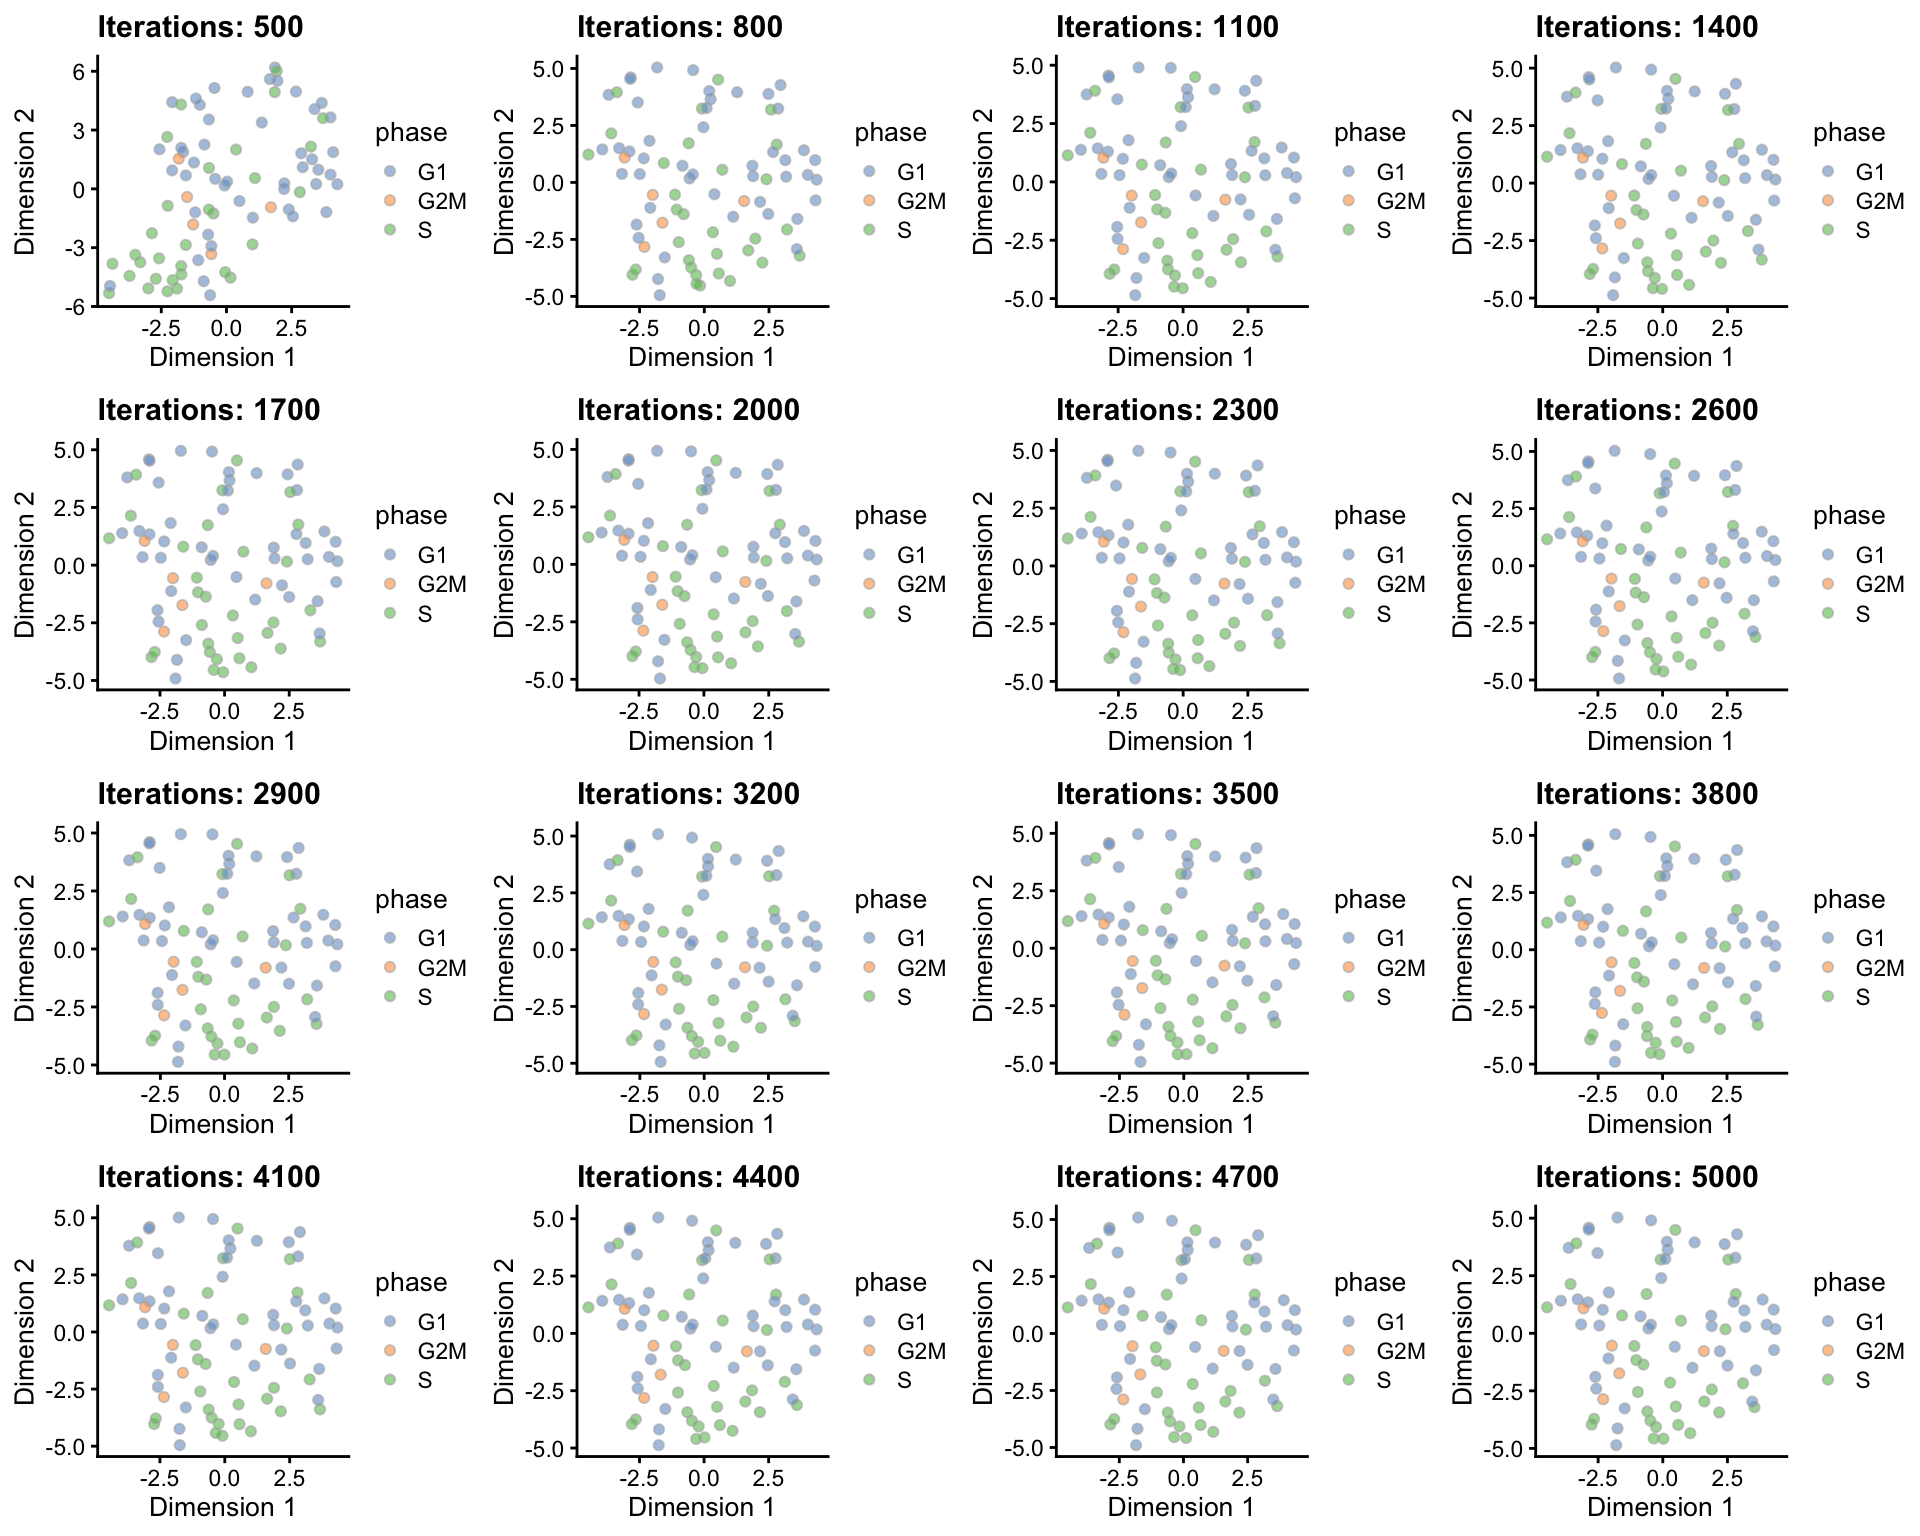 Iterations: 500
6
3
0
-3
-6
Dimension 2
-2.5 0.0 2.5
Dimension 1
phase
G1
G2M
S
Iterations: 800
5.0
2.5
0.0
-2.5
-5.0
Dimension 2
-2.5 0.0 2.5
Dimension 1
phase
G1
G2M
S
Iterations: 1100
5.0
2.5
0.0
-2.5
-5.0
Dimension 2
-2.5 0.0 2.5
Dimension 1
phase
G1
G2M
S
Iterations: 1400
5.0
2.5
0.0
-2.5
-5.0
Dimension 2
-2.5 0.0 2.5
Dimension 1
phase
G1
G2M
S
Iterations: 1700
5.0
2.5
0.0
-2.5
-5.0
Dimension 2
-2.5 0.0 2.5
Dimension 1
phase
G1
G2M
S
Iterations: 2000
5.0
2.5
0.0
-2.5
-5.0
Dimension 2
-2.5 0.0 2.5
Dimension 1
phase
G1
G2M
S
Iterations: 2300
5.0
2.5
0.0
-2.5
-5.0
Dimension 2
-2.5 0.0 2.5
Dimension 1
phase
G1
G2M
S
Iterations: 2600
5.0
2.5
0.0
-2.5
-5.0
Dimension 2
-2.5 0.0 2.5
Dimension 1
phase
G1
G2M
S
Iterations: 2900
5.0
2.5
0.0
-2.5
-5.0
Dimension 2
-2.5 0.0 2.5
Dimension 1
phase
G1
G2M
S
Iterations: 3200
5.0
2.5
0.0
-2.5
-5.0
Dimension 2
-2.5 0.0 2.5
Dimension 1
phase
G1
G2M
S
Iterations: 3500
5.0
2.5
0.0
-2.5
-5.0
Dimension 2
-2.5 0.0 2.5
Dimension 1
phase
G1
G2M
S
Iterations: 3800
5.0
2.5
0.0
-2.5
-5.0
Dimension 2
-2.5 0.0 2.5
Dimension 1
phase
G1
G2M
S
Iterations: 4100
5.0
2.5
0.0
-2.5
-5.0
Dimension 2
-2.5 0.0 2.5
Dimension 1
phase
G1
G2M
S
Iterations: 4400
5.0
2.5
0.0
-2.5
-5.0
Dimension 2
-2.5 0.0 2.5
Dimension 1
phase
G1
G2M
S
Iterations: 4700
5.0
2.5
0.0
-2.5
-5.0
Dimension 2
-2.5 0.0 2.5
Dimension 1
phase
G1
G2M
S
Iterations: 5000
5.0
2.5
0.0
-2.5
-5.0
Dimension 2
-2.5 0.0 2.5
Dimension 1
phase
G1
G2M
S